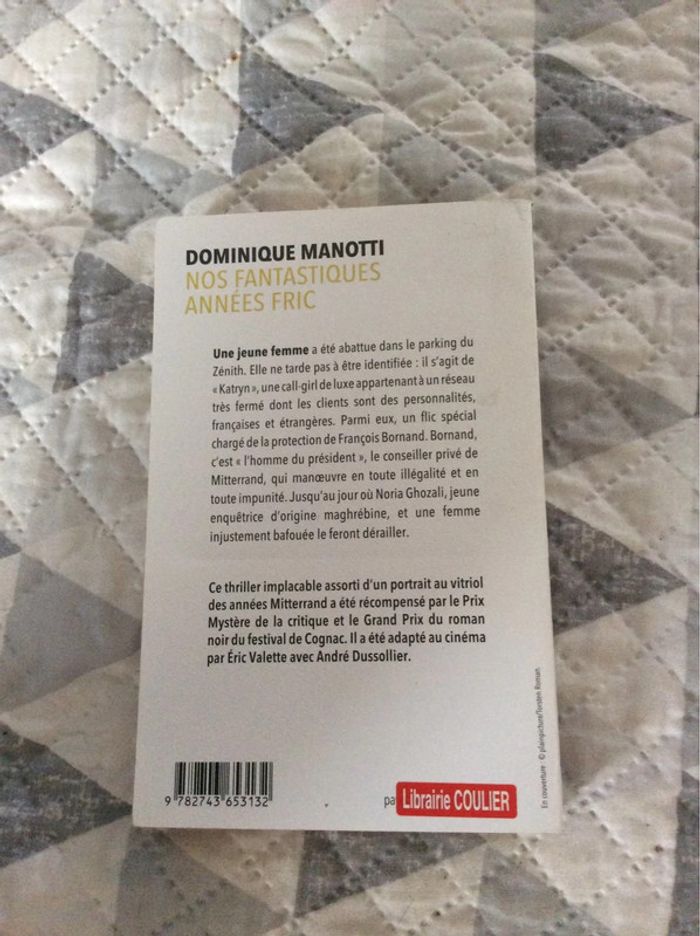 DOMINIQUE MANOTTI
NOS FANTASTIQUES
ANNÉES FRIC
Une jeune femme a été abattue dans le parking du
Zénith. Elle ne tarde pas à être identifiée : il s'agit de
« Katryn », une call-girl de luxe appartenant à un réseau
très fermé dont les clients sont des personnalités,
françaises et étrangères. Parmi eux, un flic spécial
chargé de la protection de François Bornand. Bornand,
c'est « l'homme du président », le conseiller privé de
Mitterrand, qui manœuvre en toute illégalité et en
toute impunité. Jusqu'au jour où Noria Ghozali, jeune
enquêtrice d'origine maghrébine, et une femme
injustement bafouée le feront dérailler.
Ce thriller implacable assorti d'un portrait au vitriol
des années Mitterrand a été récompensé par le Prix
Mystère de la critique et le Grand Prix du roman
noir du festival de Cognac. Il a été adapté au cinéma
par Éric Valette avec André Dussollier.
En couverture : © plainpicture/Torsten Roman
9 782743 653132
pa Librairie COULIER